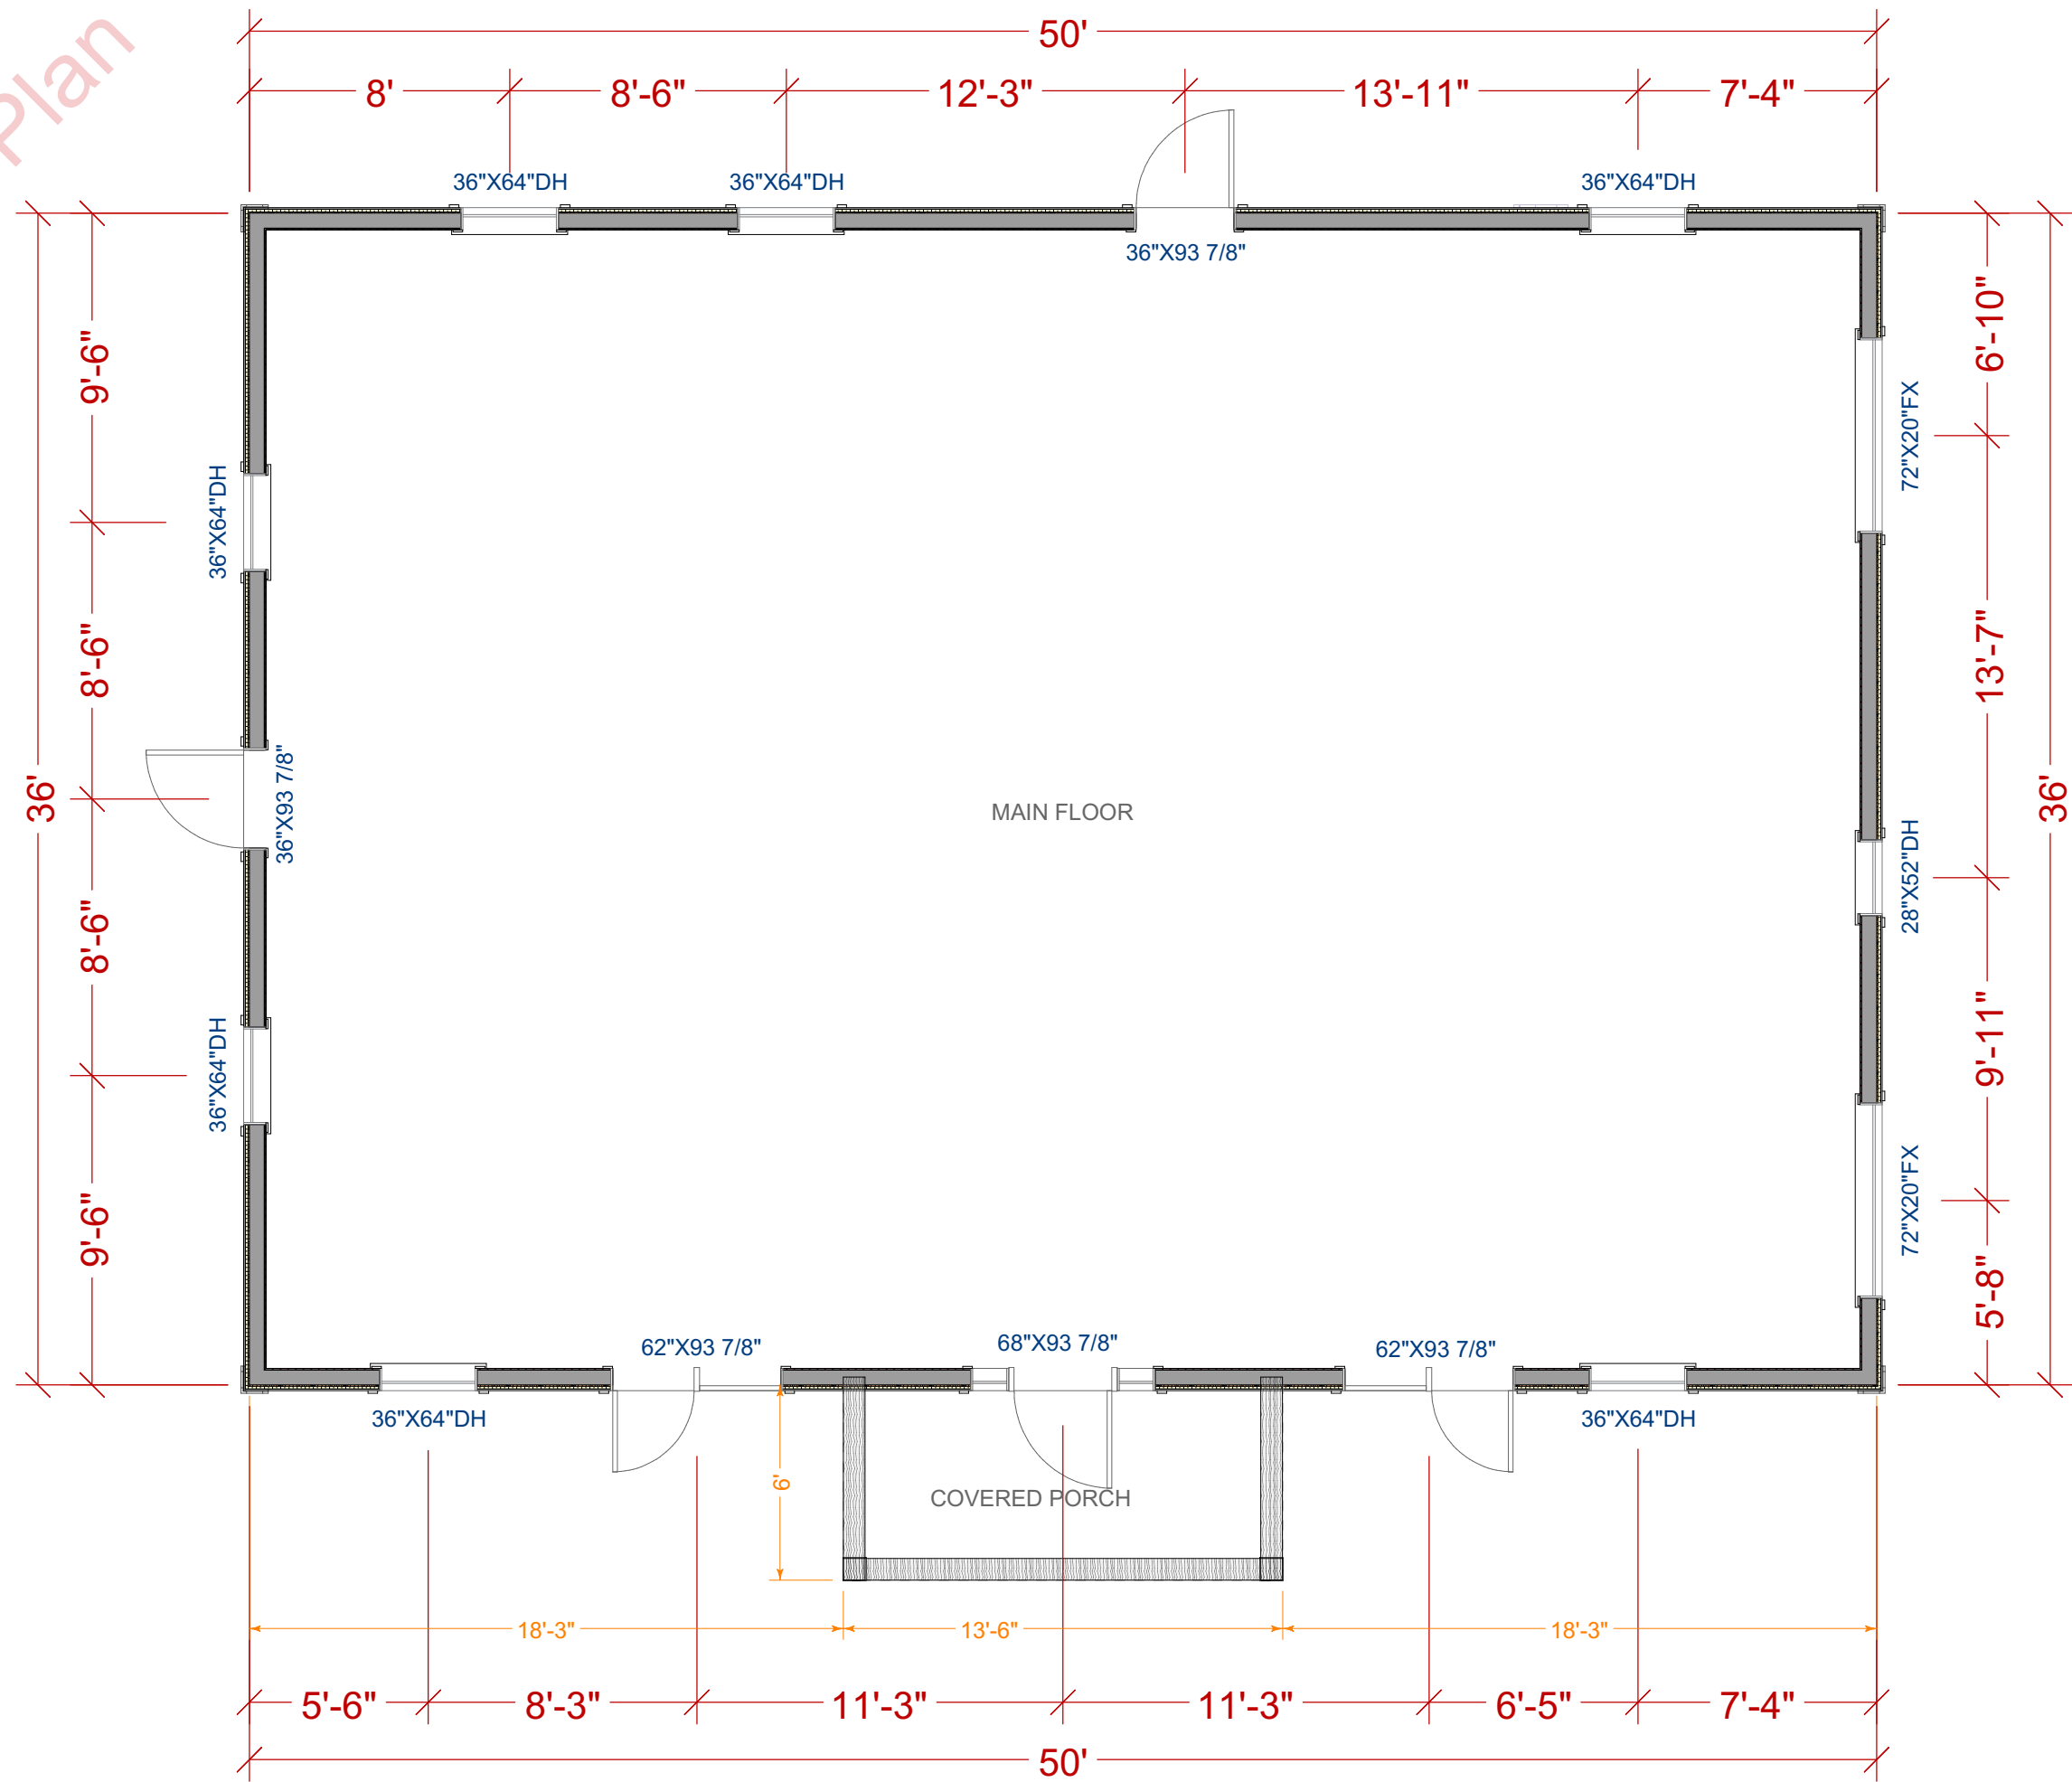 Plan
50'
8'
8'-6"
12'-3"
13'-11"
7'-4"
36"X64"DH
36"X64"DH
36"X64"DH
36"X93 7/8"
9'-6"
8'-6"
8'-6"
9'-6"
36'
36"X64"DH
36"X93 7/8"
36"X64"DH
MAIN FLOOR
72"X20"FX
28"X52"DH
72"X20"FX
6'-10"
13'-7"
9'-11"
5'-8"
36'
62"X93 7/8"
68"X93 7/8"
62"X93 7/8"
36"X64"DH
36"X64"DH
6'
COVERED PORCH
18'-3"
13'-6"
18'-3"
5'-6"
8'-3"
11'-3"
11'-3"
6'-5"
7'-4"
50'